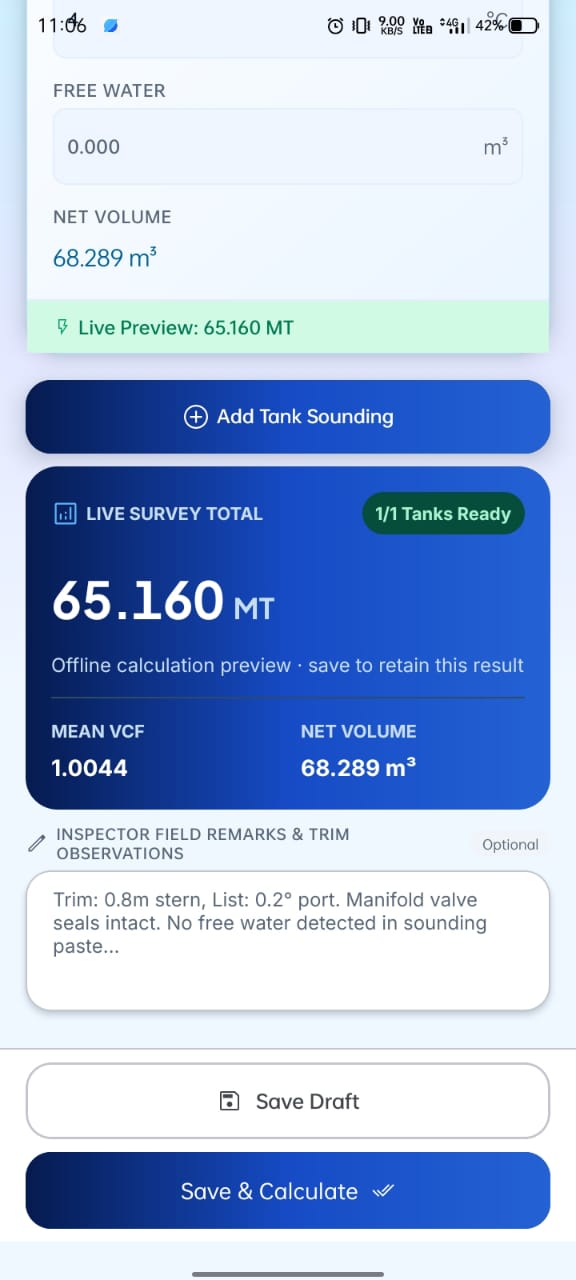 11:06
°C
9.00 KB/S Vo LTE 4G 42%
FREE WATER
0.000 m³
NET VOLUME
68.289 m³
Live Preview: 65.160 MT
Add Tank Sounding
LIVE SURVEY TOTAL 1/1 Tanks Ready
65.160 MT
Offline calculation preview · save to retain this result
MEAN VCF NET VOLUME
1.0044 68.289 m³
INSPECTOR FIELD REMARKS & TRIM
OBSERVATIONS
Optional
Trim: 0.8m stern, List: 0.2° port. Manifold valve
seals intact. No free water detected in sounding
paste...
Save Draft
Save & Calculate